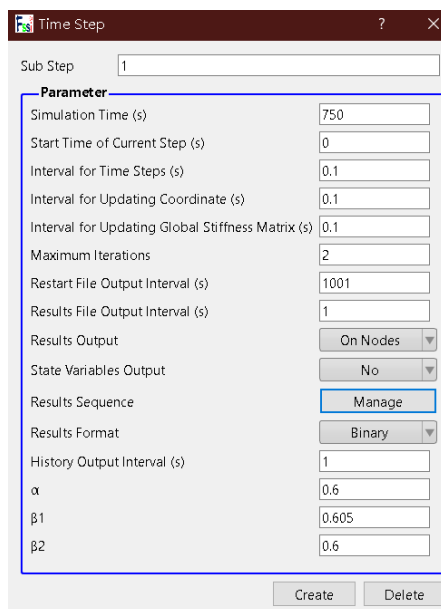 Time Step
Sub Step 1
Parameter
Simulation Time (s) 750
Start Time of Current Step (s) 0
Interval for Time Steps (s) 0.1
Interval for Updating Coordinate (s) 0.1
Interval for Updating Global Stiffness Matrix (s) 0.1
Maximum Iterations 2
Restart File Output Interval (s) 1001
Results File Output Interval (s) 1
Results Output On Nodes
State Variables Output No
Results Sequence Manage
Results Format Binary
History Output Interval (s) 1
α 0.6
β1 0.605
β2 0.6
Create Delete